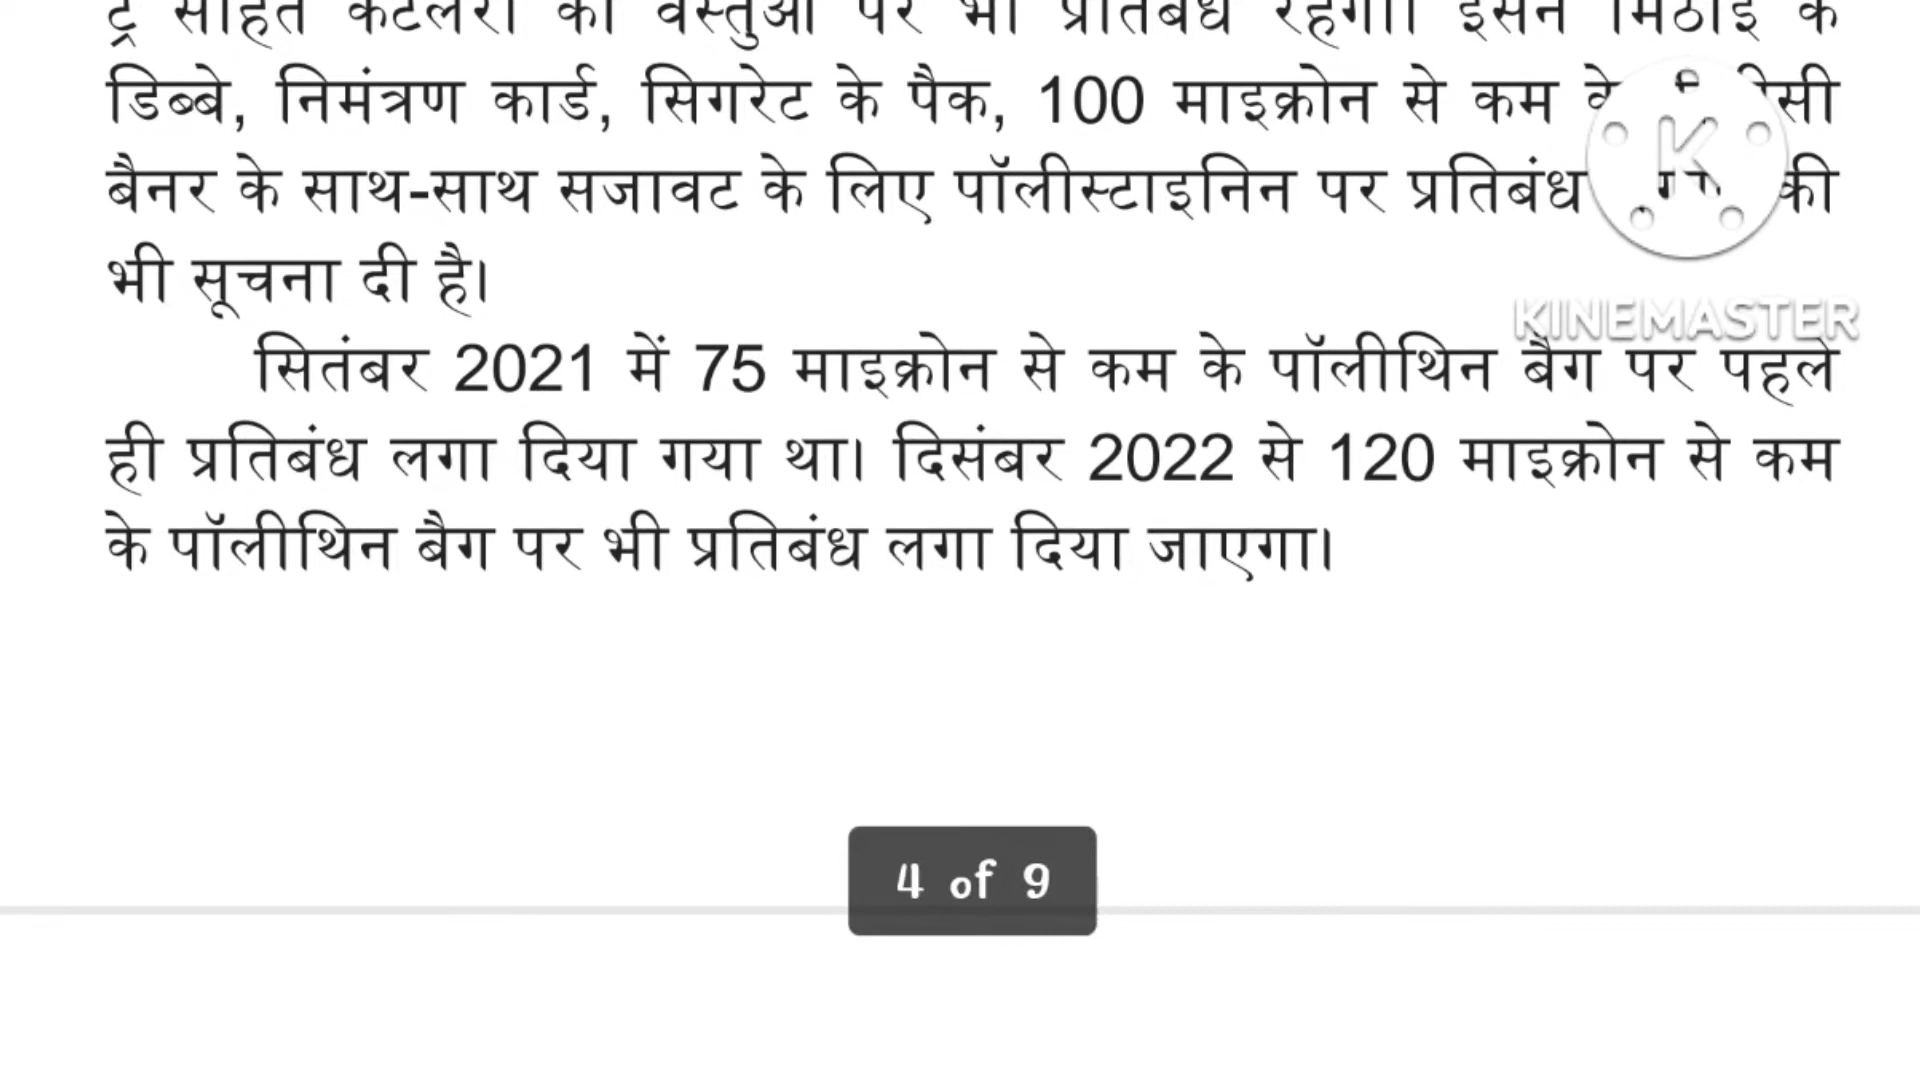 ट्रे सहित कटलरी की वस्तुओं पर भी प्रतिबंध रहेगा। इसने मिठाई के
डिब्बे, निमंत्रण कार्ड, सिगरेट के पैक, 100 माइक्रोन से कम के
बैनर के साथ-साथ सजावट के लिए पॉलीस्टाइनिन पर प्रतिबंध की
भी सूचना दी है।
KINEMASTER
सितंबर 2021 में 75 माइक्रोन से कम के पॉलीथिन बैग पर पहले
ही प्रतिबंध लगा दिया गया था। दिसंबर 2022 से 120 माइक्रोन से कम
के पॉलीथिन बैग पर भी प्रतिबंध लगा दिया जाएगा।
4 of 9